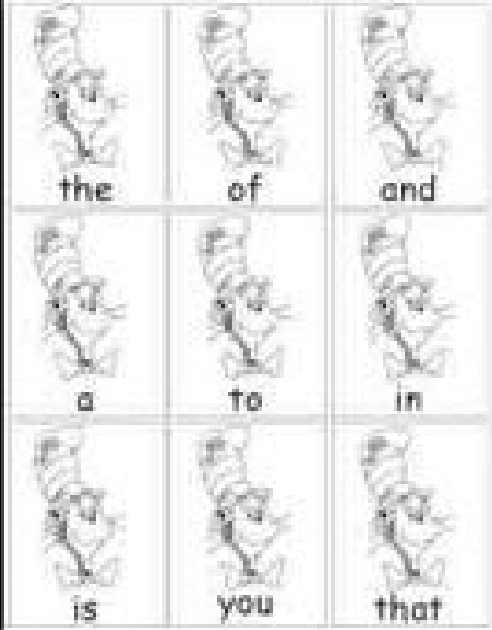 the of and
a to in
is you that